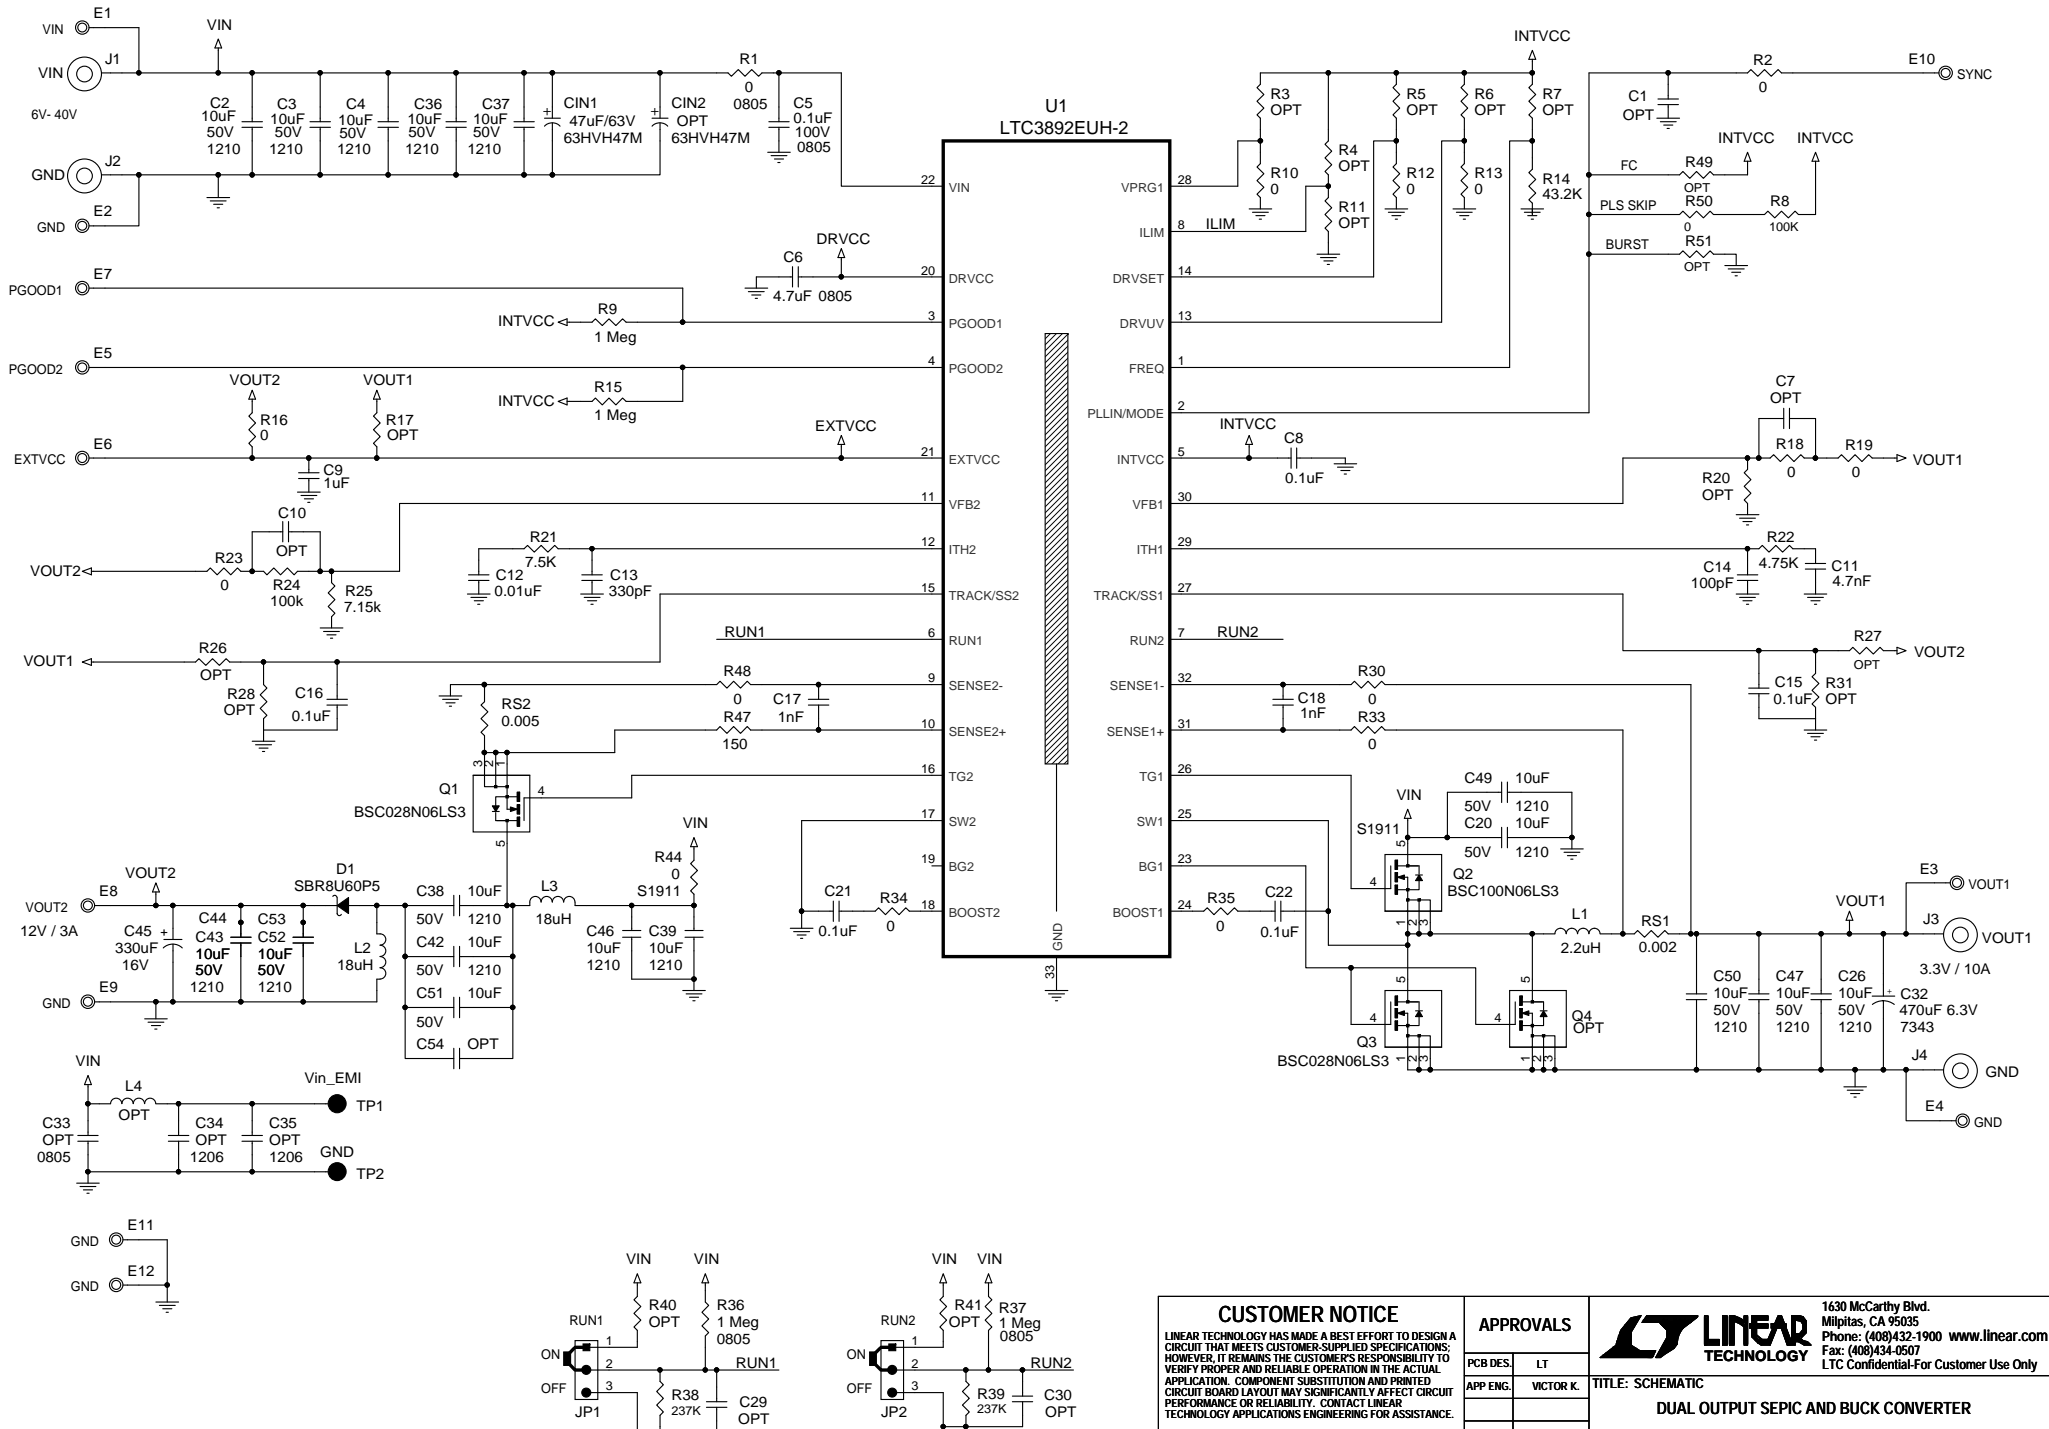 VIN
E1
VIN
J1
6V- 40V
GND
J2
GND
E2
VIN
C2
10uF
50V
1210
C3
10uF
50V
1210
C4
10uF
50V
1210
C36
10uF
50V
1210
C37
10uF
50V
1210
CIN1
47uF/63V
63HVH47M
CIN2
OPT
63HVH47M
+
+
R1
0
0805
C5
0.1uF
100V
0805
U1
LTC3892EUH-2
22 VIN
20 DRVCC
3 PGOOD1
4 PGOOD2
21 EXTVCC
11 VFB2
12 ITH2
15 TRACK/SS2
6 RUN1
9 SENSE2-
10 SENSE2+
16 TG2
17 SW2
19 BG2
18 BOOST2
GND
33
VPRG1 28
ILIM 8
DRVSET 14
DRVUV 13
FREQ 1
PLLIN/MODE 2
INTVCC 5
VFB1 30
ITH1 29
TRACK/SS1 27
RUN2 7
SENSE1- 32
SENSE1+ 31
TG1 26
SW1 25
BG1 23
BOOST1 24
INTVCC
R3
OPT
R10
0
R4
OPT
R11
OPT
ILIM
R5
OPT
R12
0
R6
OPT
R13
0
R7
OPT
R14
43.2K
C1
OPT
R2
0
E10
SYNC
INTVCC
INTVCC
FC
R49
OPT
PLS SKIP
R50
0
R8
100K
BURST
R51
OPT
DRVCC
C6
4.7uF 0805
PGOOD1
E7
INTVCC
R9
1 Meg
PGOOD2
E5
INTVCC
R15
1 Meg
VOUT2
R16
0
VOUT1
R17
OPT
EXTVCC
E6
C9
1uF
EXTVCC
C10
OPT
VOUT2
R23
0
R24
100k
R25
7.15k
R21
7.5K
C12
0.01uF
C13
330pF
VOUT1
R26
OPT
R28
OPT
C16
0.1uF
RUN1
R48
0
RS2
0.005
R47
150
C17
1nF
3
2
1
4
5
Q1
BSC028N06LS3
INTVCC
C8
0.1uF
C7
OPT
R18
0
R19
0
VOUT1
R20
OPT
R22
4.75K
C14
100pF
C11
4.7nF
RUN2
R27
OPT
VOUT2
C15
0.1uF
R31
OPT
R30
0
C18
1nF
R33
0
VIN
R44
0
S1911
VOUT2
E8
12V / 3A
VOUT2
D1
SBR8U60P5
C45
330uF
16V
+
C44
C43
10uF
50V
1210
C53
C52
10uF
50V
1210
L2
18uH
GND
E9
C38
10uF
50V
1210
C42
10uF
50V
1210
C51
10uF
50V
C54
OPT
L3
18uH
C46
10uF
1210
C39
10uF
1210
C21
0.1uF
R34
0
R35
0
C22
0.1uF
VIN
S1911
C49
10uF
50V
1210
C20
10uF
50V
1210
5
4
1
2
3
Q2
BSC100N06LS3
5
4
1
2
3
Q3
BSC028N06LS3
5
4
1
2
3
Q4
OPT
L1
2.2uH
RS1
0.002
VOUT1
E3
VOUT1
J3
VOUT1
3.3V / 10A
C50
10uF
50V
1210
C47
10uF
50V
1210
C26
10uF
50V
1210
C32
470uF 6.3V
7343
+
J4
GND
E4
GND
VIN
L4
OPT
Vin_EMI
TP1
C33
OPT
0805
C34
OPT
1206
C35
OPT
1206
GND
TP2
GND
E11
GND
E12
VIN
VIN
R40
OPT
R36
1 Meg
0805
RUN1
ON
OFF
1
2
3
JP1
RUN1
R38
237K
C29
OPT
VIN
VIN
R41
OPT
R37
1 Meg
0805
RUN2
ON
OFF
1
2
3
JP2
RUN2
R39
237K
C30
OPT
CUSTOMER NOTICE
LINEAR TECHNOLOGY HAS MADE A BEST EFFORT TO DESIGN A
CIRCUIT THAT MEETS CUSTOMER-SUPPLIED SPECIFICATIONS;
HOWEVER, IT REMAINS THE CUSTOMER'S RESPONSIBILITY TO
VERIFY PROPER AND RELIABLE OPERATION IN THE ACTUAL
APPLICATION. COMPONENT SUBSTITUTION AND PRINTED
CIRCUIT BOARD LAYOUT MAY SIGNIFICANTLY AFFECT CIRCUIT
PERFORMANCE OR RELIABILITY. CONTACT LINEAR
TECHNOLOGY APPLICATIONS ENGINEERING FOR ASSISTANCE.
APPROVALS
PCB DES. LT
APP ENG. VICTOR K.
LINEAR
TECHNOLOGY
1630 McCarthy Blvd.
Milpitas, CA 95035
Phone: (408)432-1900 www.linear.com
Fax: (408)434-0507
LTC Confidential-For Customer Use Only
TITLE: SCHEMATIC
DUAL OUTPUT SEPIC AND BUCK CONVERTER